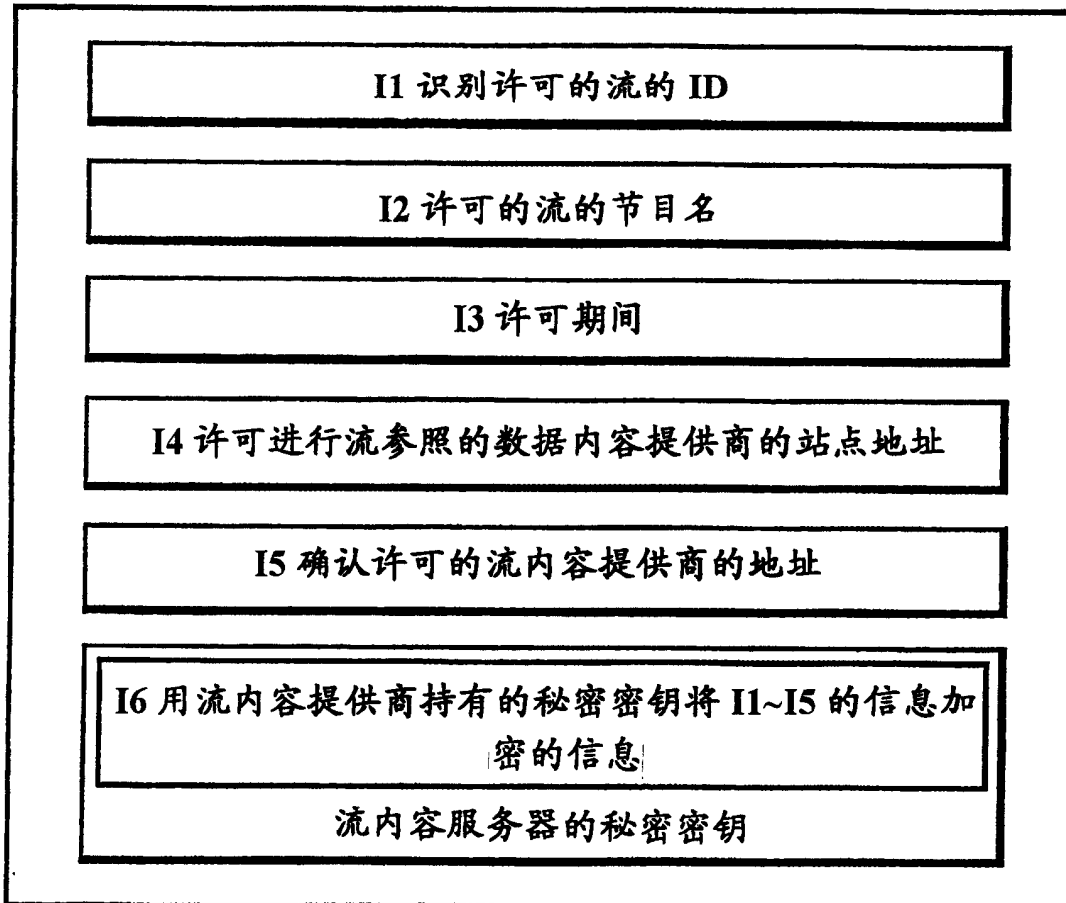 I1 识别许可的流的 ID
I2 许可的流的节目名
I3 许可期间
I4 许可进行流参照的数据内容提供商的站点地址
I5 确认许可的流内容提供商的地址
I6 用流内容提供商持有的秘密密钥将 I1~I5 的信息加
密的信息
流内容服务器的秘密密钥